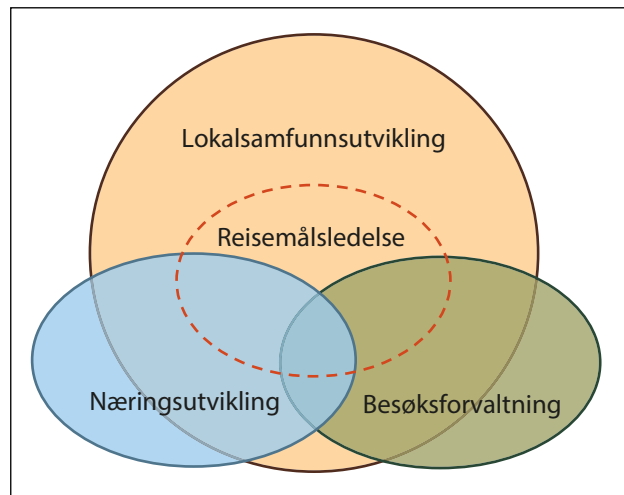 Lokalsamfunnsutvikling
Reisemålsledelse
Næringsutvikling
Besøksforvaltning